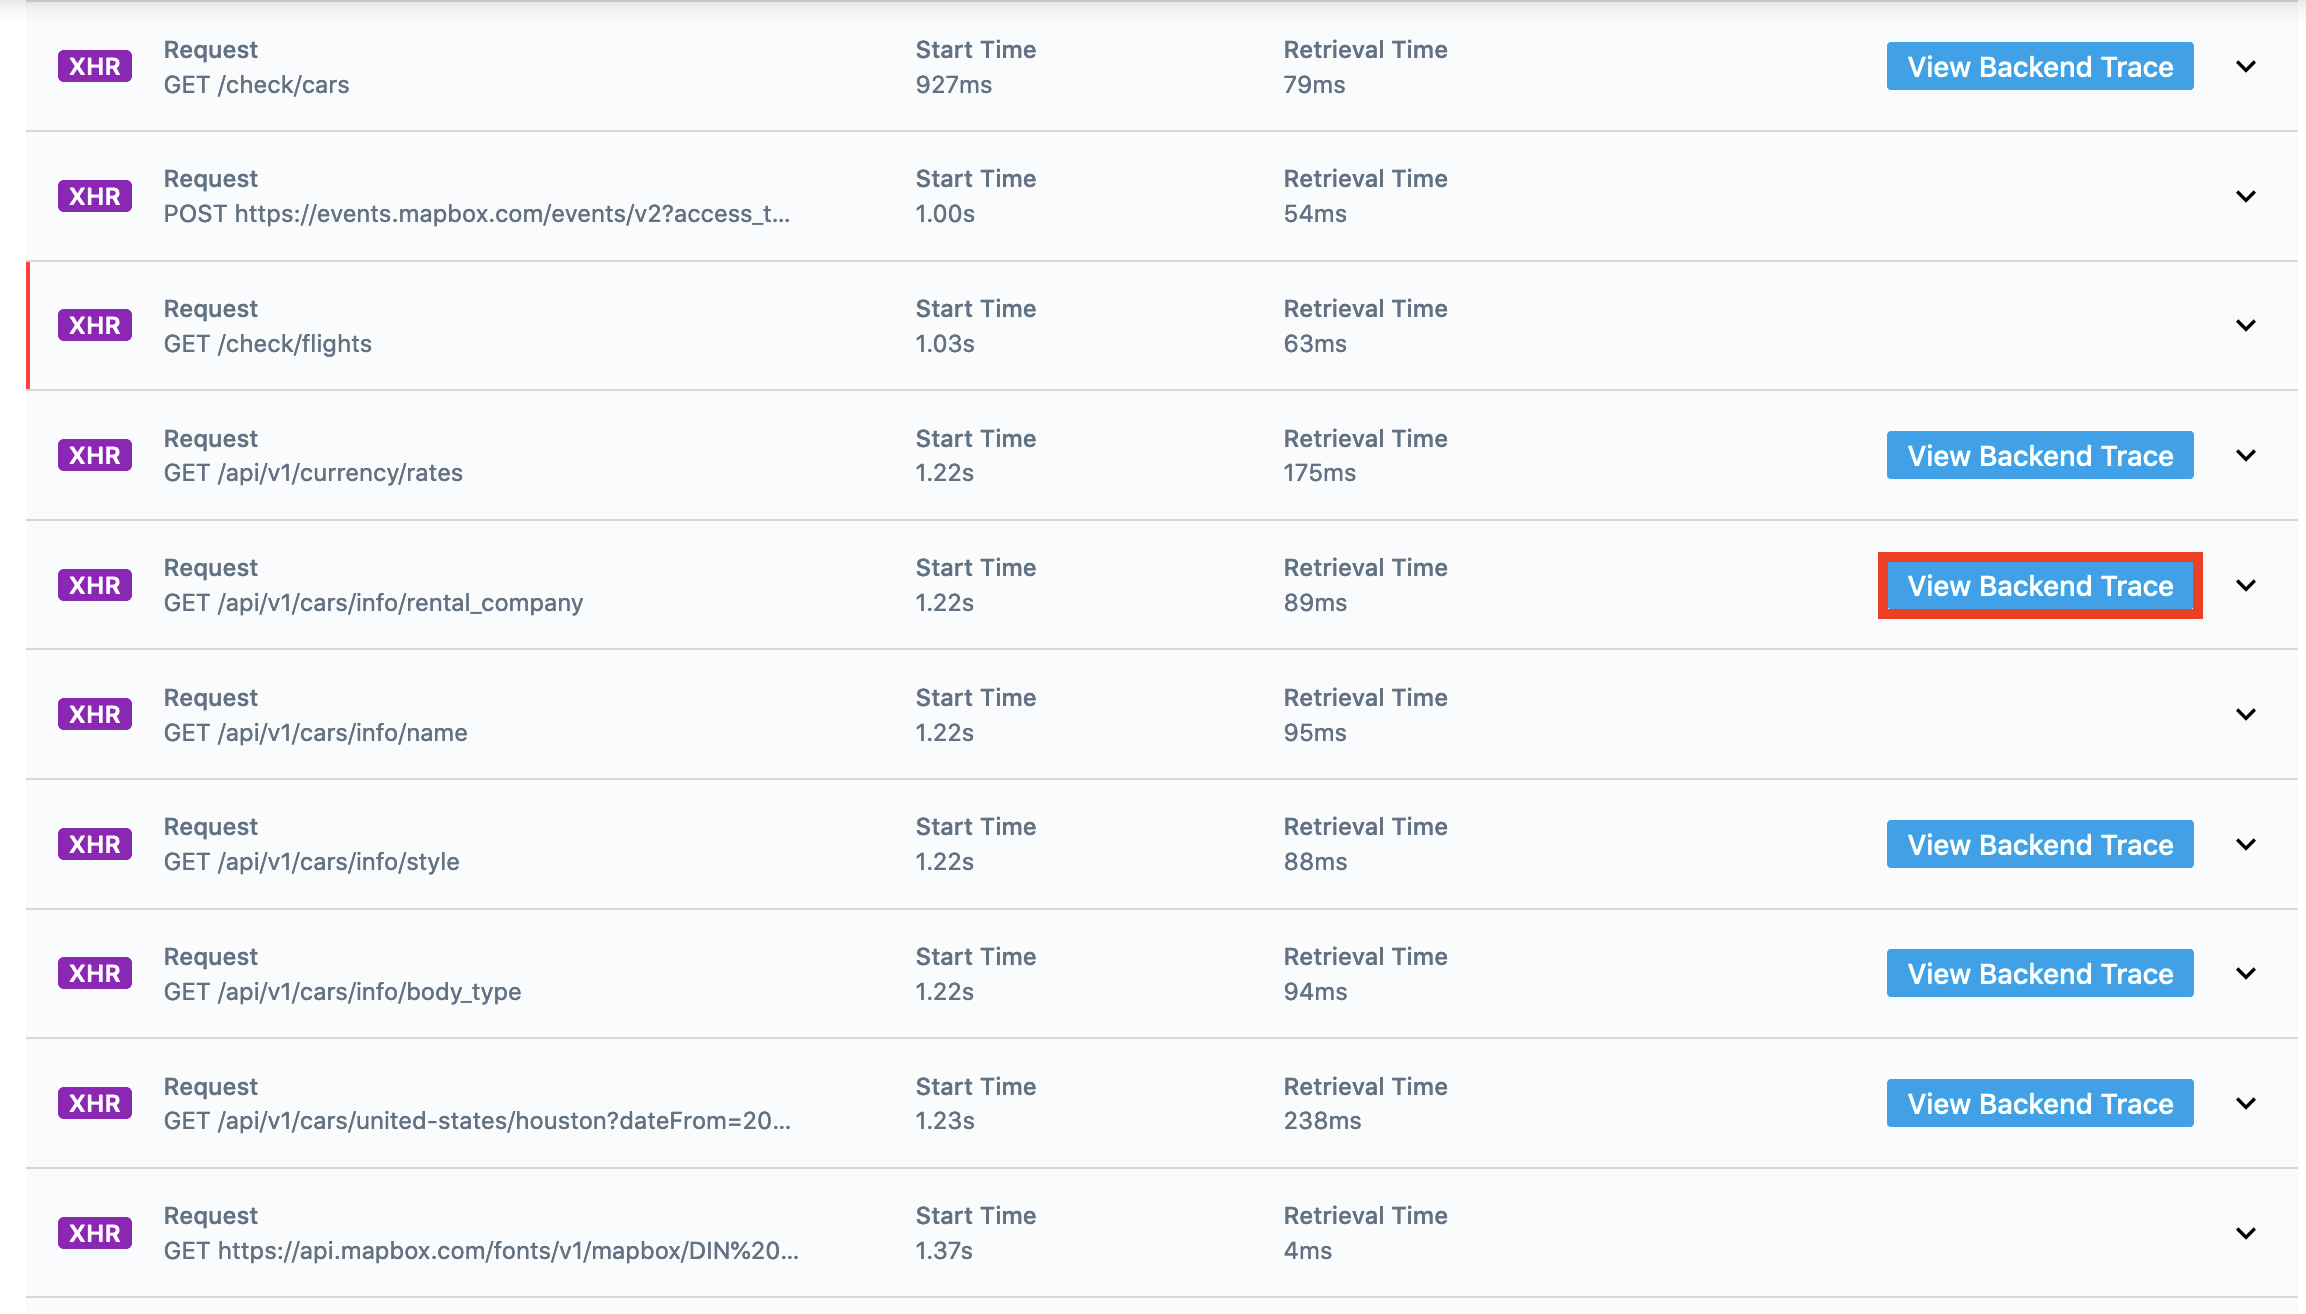 Request Start Time Retrieval Time
XHR View Backend Trace
GET /check/cars 927ms 79ms
Request Start Time Retrieval Time
XHR
POST https://events.mapbox.com/events/v2?access_t... 1.00s 54ms
Request Start Time Retrieval Time
XHR
GET /check/flights 1.03s 63ms
Request Start Time Retrieval Time
XHR View Backend Trace
GET /api/v1/currency/rates 1.22s 175ms
Request Start Time Retrieval Time
XHR View Backend Trace
GET /api/v1/cars/info/rental_company 1.22s 89ms
Request Start Time Retrieval Time
XHR
GET /api/v1/cars/info/name 1.22s 95ms
Request Start Time Retrieval Time
XHR View Backend Trace
GET /api/v1/cars/info/style 1.22s 88ms
Request Start Time Retrieval Time
XHR View Backend Trace
GET /api/v1/cars/info/body_type 1.22s 94ms
Request Start Time Retrieval Time
XHR View Backend Trace
GET /api/v1/cars/united-states/houston?dateFrom=20... 1.23s 238ms
Request Start Time Retrieval Time
XHR
GET https://api.mapbox.com/fonts/v1/mapbox/DIN%20... 1.37s 4ms